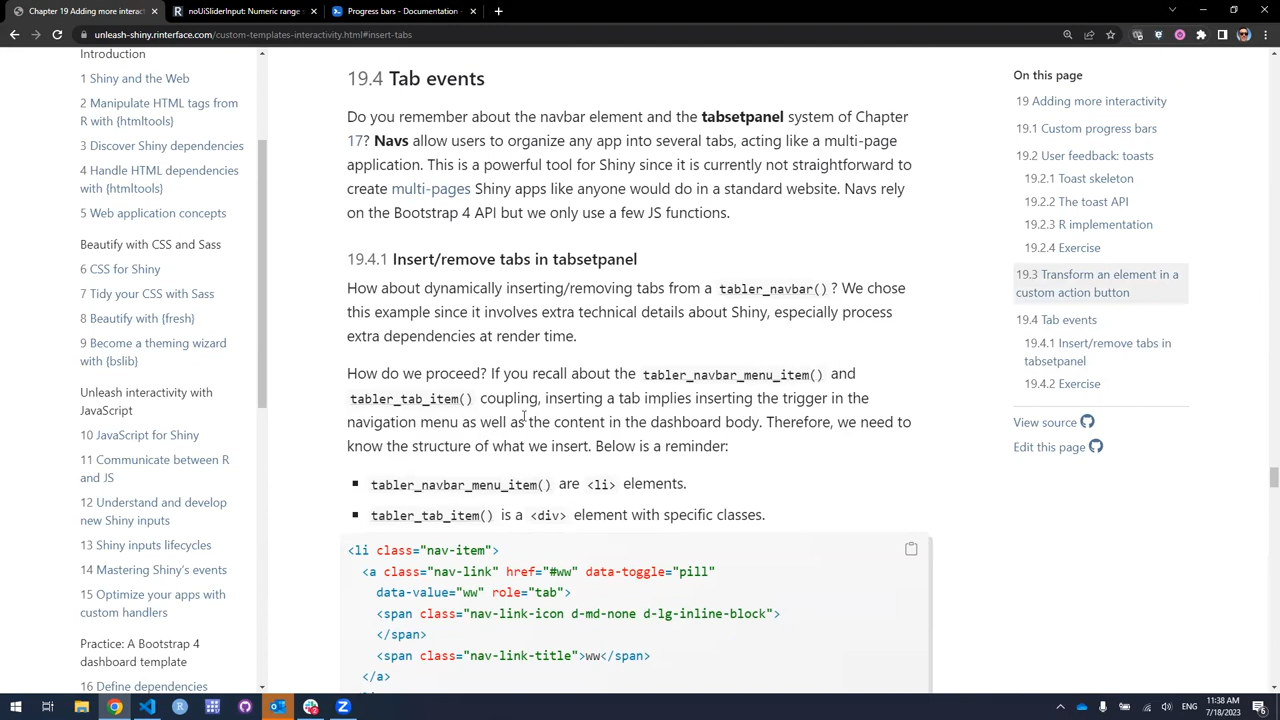 Chapter 19 Adding more interac
noUiSliderInput: Numeric range s
Progress bars - Documentation -
unleash-shiny.rinterface.com/custom-templates-interactivity.html#insert-tabs
Introduction
1 Shiny and the Web
2 Manipulate HTML tags from
R with {htmltools}
3 Discover Shiny dependencies
4 Handle HTML dependencies
with {htmltools}
5 Web application concepts
Beautify with CSS and Sass
6 CSS for Shiny
7 Tidy your CSS with Sass
8 Beautify with {fresh}
9 Become a theming wizard
with {bslib}
Unleash interactivity with
JavaScript
10 JavaScript for Shiny
11 Communicate between R
and JS
12 Understand and develop
new Shiny inputs
13 Shiny inputs lifecycles
14 Mastering Shiny's events
15 Optimize your apps with
custom handlers
Practice: A Bootstrap 4
dashboard template
16 Define dependencies
19.4 Tab events
Do you remember about the navbar element and the tabsetpanel system of Chapter
17? Navs allow users to organize any app into several tabs, acting like a multi-page
application. This is a powerful tool for Shiny since it is currently not straightforward to
create multi-pages Shiny apps like anyone would do in a standard website. Navs rely
on the Bootstrap 4 API but we only use a few JS functions.
19.4.1 Insert/remove tabs in tabsetpanel
How about dynamically inserting/removing tabs from a tabler_navbar()? We chose
this example since it involves extra technical details about Shiny, especially process
extra dependencies at render time.
How do we proceed? If you recall about the tabler_navbar_menu_item() and
tabler_tab_item() coupling, inserting a tab implies inserting the trigger in the
navigation menu as well as the content in the dashboard body. Therefore, we need to
know the structure of what we insert. Below is a reminder:
tabler_navbar_menu_item() are <li> elements.
tabler_tab_item() is a <div> element with specific classes.
<li class="nav-item">
<a class="nav-link" href="#ww" data-toggle="pill"
data-value="ww" role="tab">
<span class="nav-link-icon d-md-none d-lg-inline-block">
</span>
<span class="nav-link-title">ww</span>
</a>
On this page
19 Adding more interactivity
19.1 Custom progress bars
19.2 User feedback: toasts
19.2.1 Toast skeleton
19.2.2 The toast API
19.2.3 R implementation
19.2.4 Exercise
19.3 Transform an element in a
custom action button
19.4 Tab events
19.4.1 Insert/remove tabs in
tabsetpanel
19.4.2 Exercise
View source
Edit this page
11:38 AM
7/18/2023